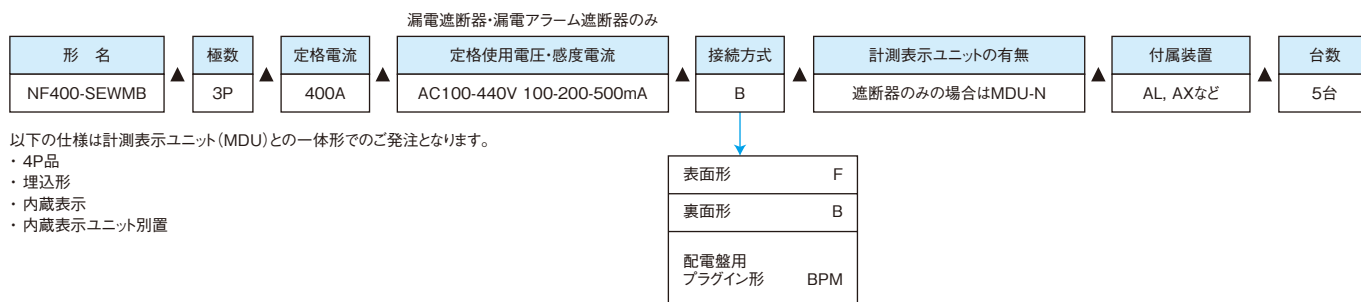 漏電遮断器・漏電アラーム遮断器のみ
形 名 極数 定格電流 定格使用電圧・感度電流 接続方式 計測表示ユニットの有無 付属装置 台数
NF400-SEWMB ▲ 3P ▲ 400A ▲ AC100-440V 100-200-500mA ▲ B ▲ 遮断器のみの場合はMDU-N ▲ AL, AXなど ▲ 5台
以下の仕様は計測表示ユニット(MDU)との一体形でのご発注となります。
・ 4P品
・ 埋込形
・ 内蔵表示
・ 内蔵表示ユニット別置
表面形 F
裏面形 B
配電盤用
プラグイン形 BPM